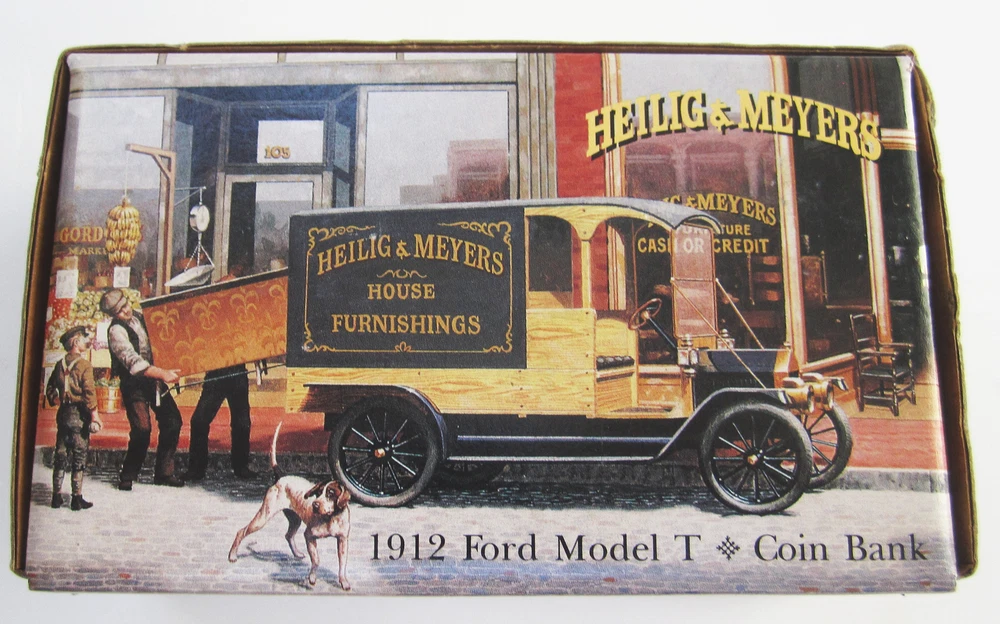 HEILIG & MEYERS
105
GORD
MARK
& MEYERS
CASH OR CREDIT
HEILIG & MEYERS
HOUSE
FURNISHINGS
1912 Ford Model T Coin Bank